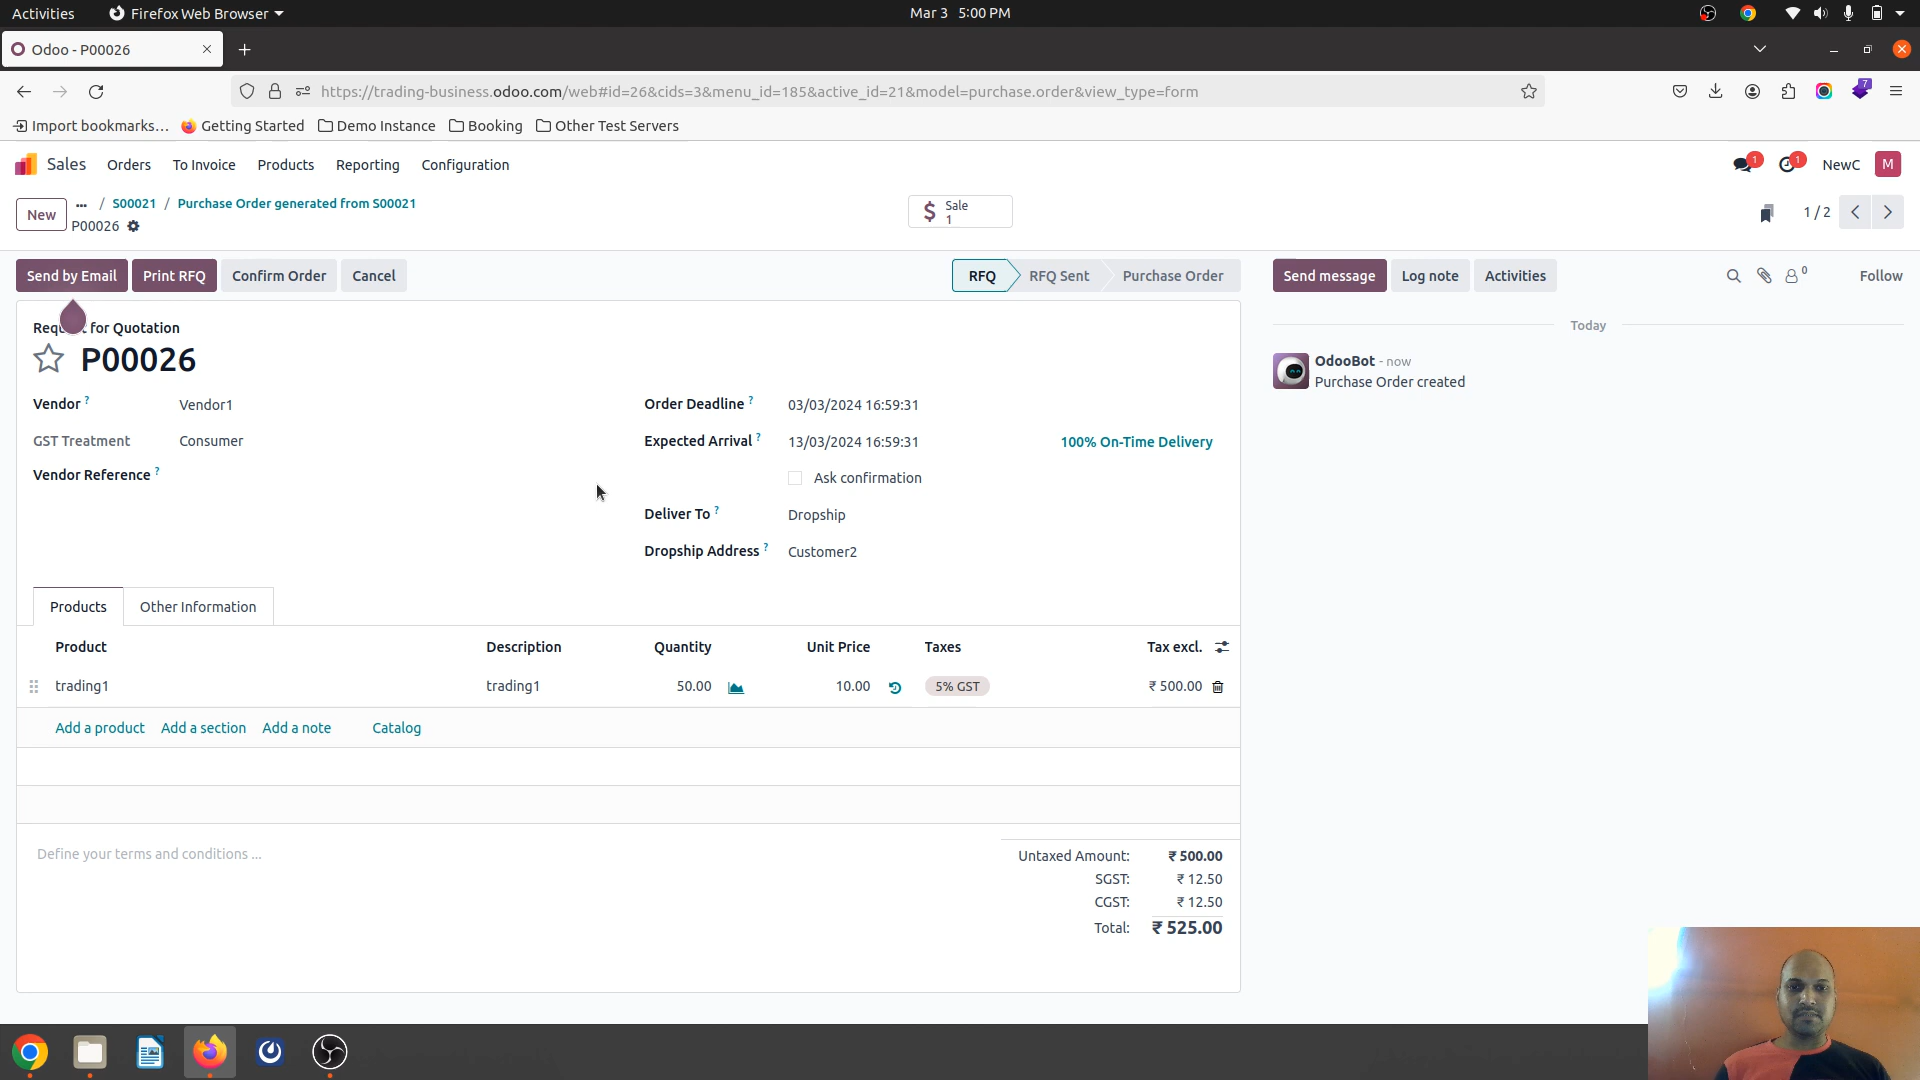 Activities Firefox Web Browser Mar 3 5:00 PM
Odoo - P00026
https://trading-business.odoo.com/web#id=26&cids=3&menu_id=185&active_id=21&model=purchase.order&view_type=form 7
Import bookmarks... Getting Started Demo Instance Booking Other Test Servers
Sales Orders To Invoice Products Reporting Configuration 1 1 NewC M
New ... / S00021 / Purchase Order generated from S00021
P00026
$ Sale
1
1 / 2
Send by Email Print RFQ Confirm Order Cancel RFQ RFQ Sent Purchase Order Send message Log note Activities 0 Follow
for Quotation
Today
P00026
OdooBot - now
Purchase Order created
Vendor ? Vendor1 Order Deadline ? 03/03/2024 16:59:31
GST Treatment Consumer Expected Arrival ? 13/03/2024 16:59:31 100% On-Time Delivery
Vendor Reference ? Ask confirmation
Deliver To ? Dropship
Dropship Address ? Customer2
Products Other Information
Product Description Quantity Unit Price Taxes Tax excl.
trading1 trading1 50.00 10.00 5% GST ₹ 500.00
Add a product Add a section Add a note Catalog
Define your terms and conditions ...
Untaxed Amount: ₹ 500.00
SGST: ₹ 12.50
CGST: ₹ 12.50
Total: ₹ 525.00